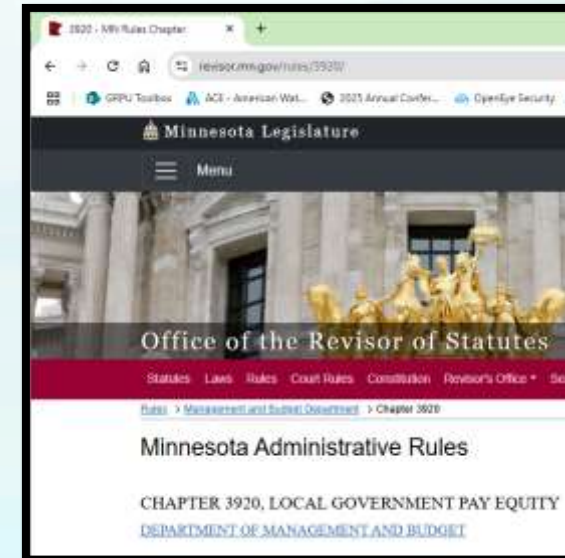 3920 - MN Rules Chapter
revisor.mn.gov/rules/3920/
GRPU Toolbox ACE - American Wat... 2025 Annual Confer... OpenEye Security
Minnesota Legislature
Menu
Office of the Revisor of Statutes
Statutes Laws Rules Court Rules Constitution Revisor's Office
Rules > Management and Budget Department > Chapter 3920
Minnesota Administrative Rules
CHAPTER 3920, LOCAL GOVERNMENT PAY EQUITY
DEPARTMENT OF MANAGEMENT AND BUDGET